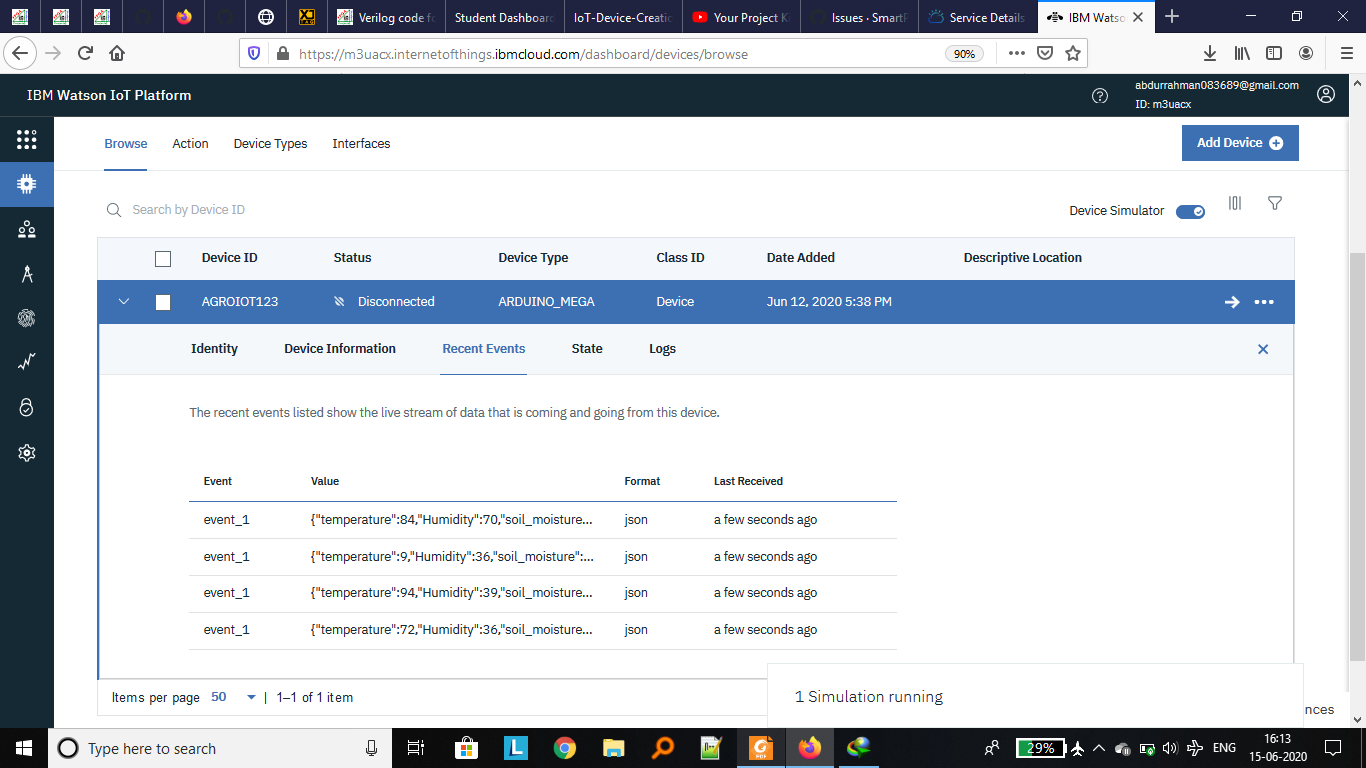 Verilog code fo
Student Dashboard
IoT-Device-Creatio
Your Project K
Issues · SmartP
Service Details
IBM Watso
https://m3uacx.internetofthings.ibmcloud.com/dashboard/devices/browse
90%
IBM Watson IoT Platform
abdurrahman083689@gmail.com
ID: m3uacx
Browse Action Device Types Interfaces
Add Device
Search by Device ID
Device Simulator
Device ID Status Device Type Class ID Date Added Descriptive Location
AGROIOT123 Disconnected ARDUINO_MEGA Device Jun 12, 2020 5:38 PM
Identity Device Information Recent Events State Logs
The recent events listed show the live stream of data that is coming and going from this device.
Event Value Format Last Received
event_1 {"temperature":84,"Humidity":70,"soil_moisture... json a few seconds ago
event_1 {"temperature":9,"Humidity":36,"soil_moisture":... json a few seconds ago
event_1 {"temperature":94,"Humidity":39,"soil_moisture... json a few seconds ago
event_1 {"temperature":72,"Humidity":36,"soil_moisture... json a few seconds ago
Items per page 50 | 1–1 of 1 item
1 Simulation running
nces
Type here to search
29%
ENG
16:13
15-06-2020